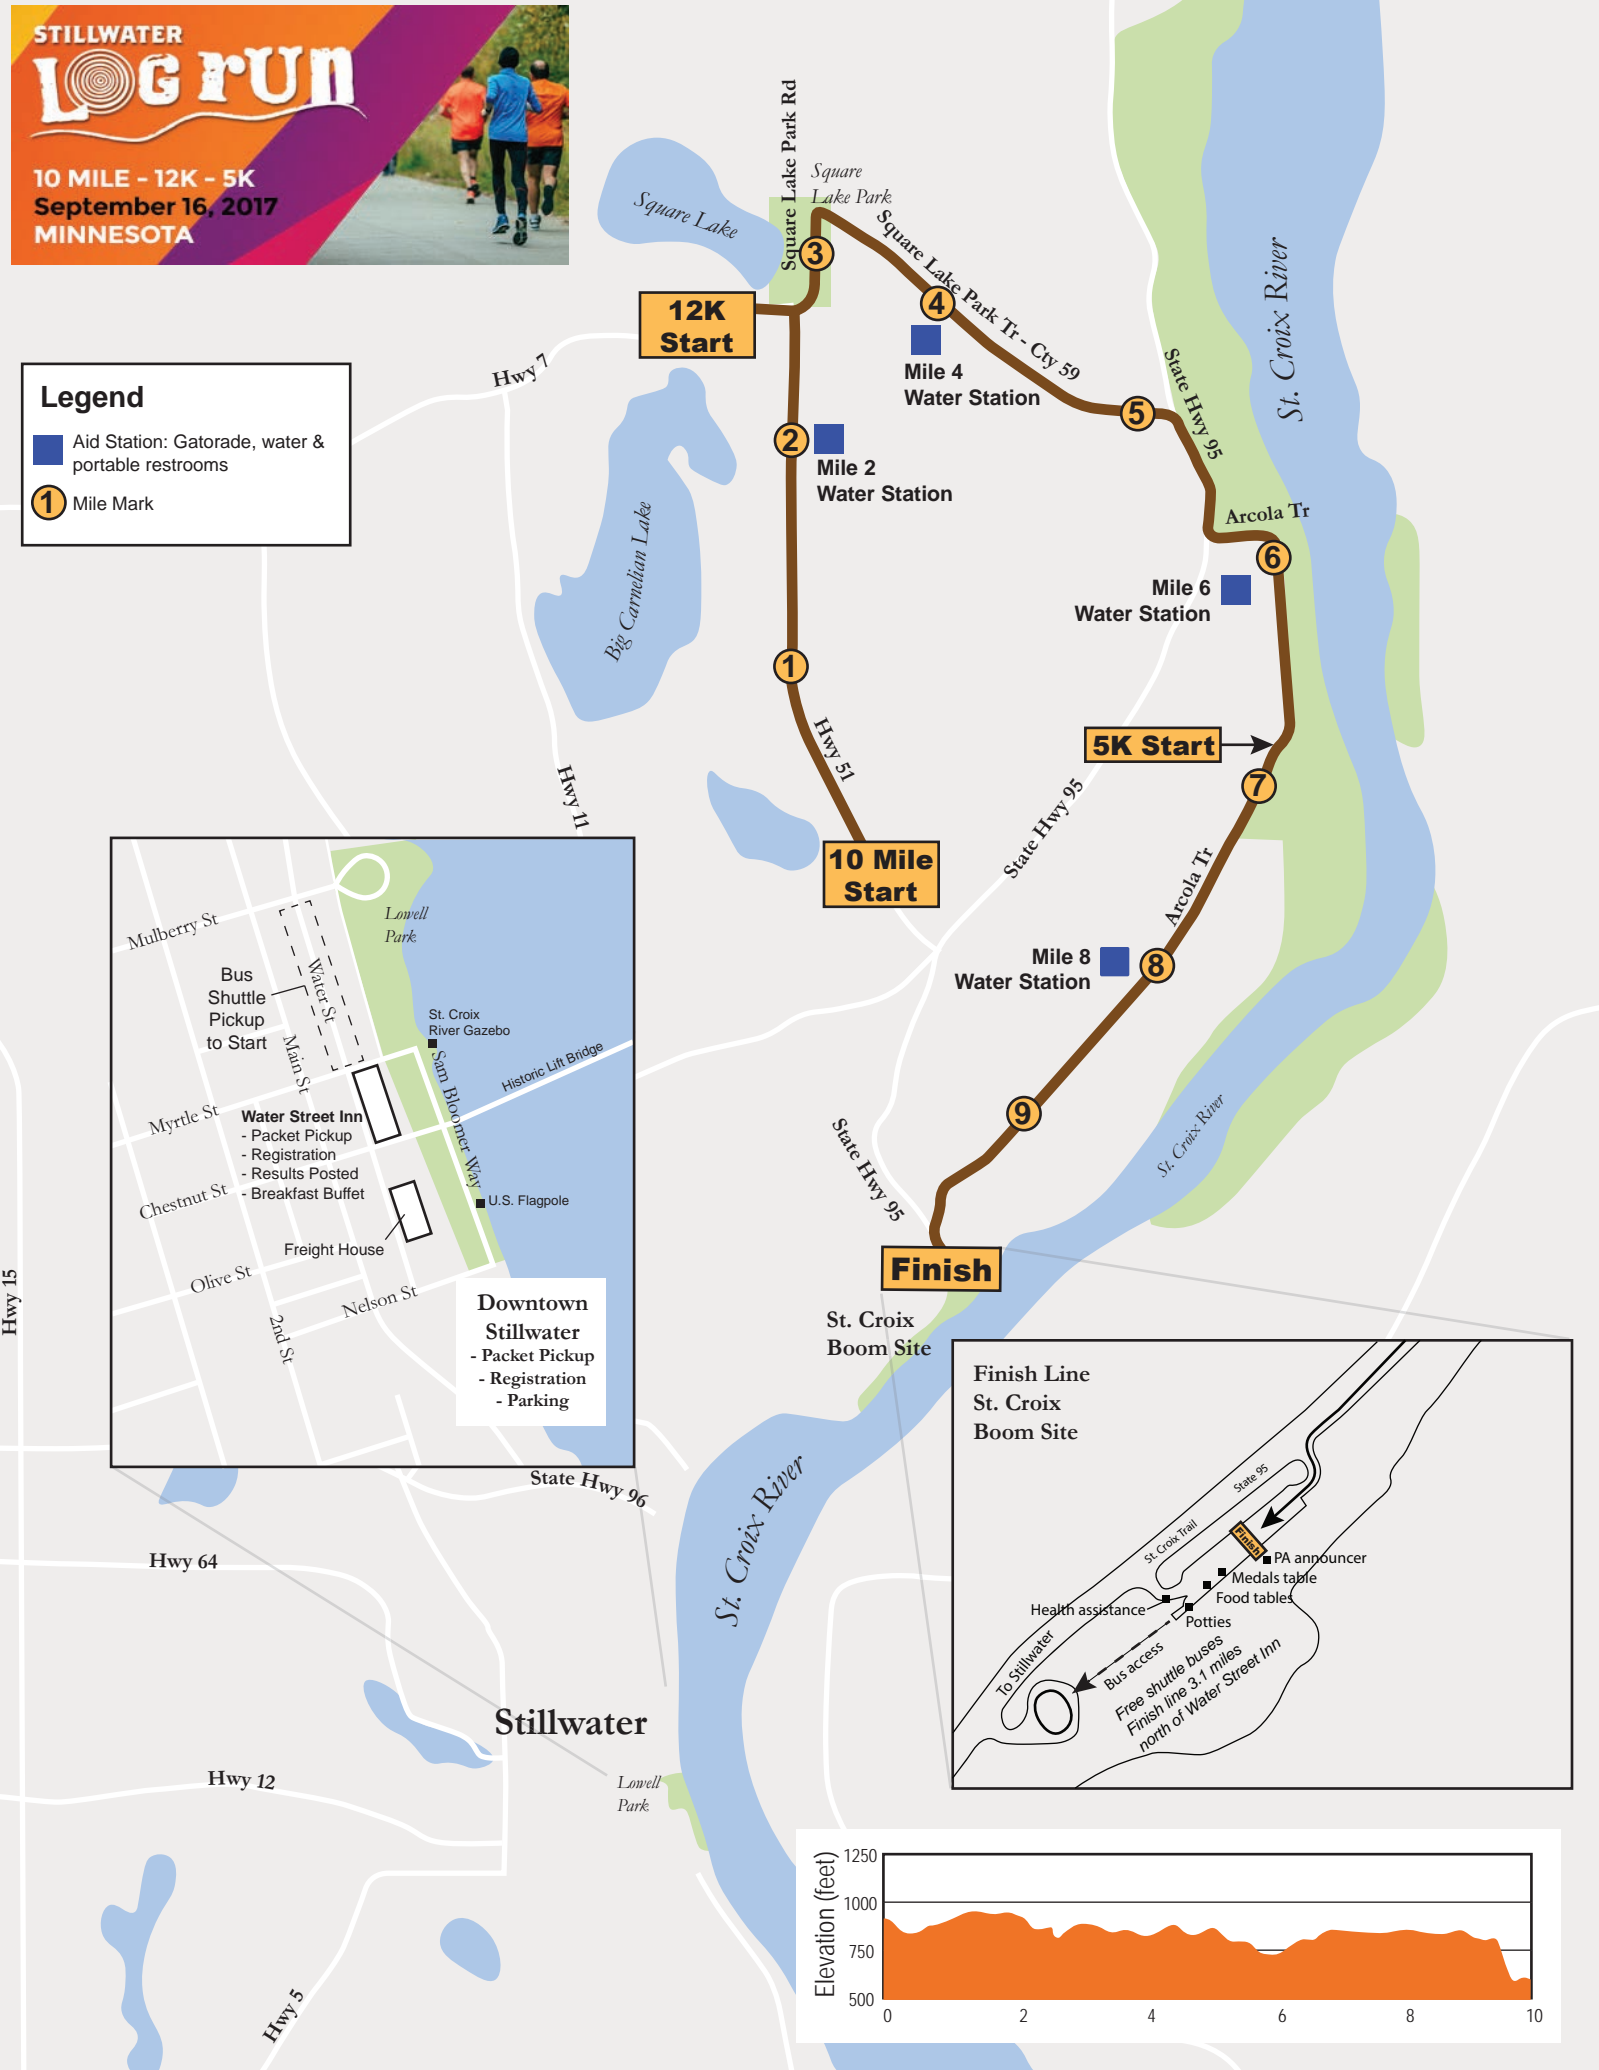 STILLWATER
LOG rUn
10 MILE - 12K - 5K
September 16, 2017
MINNESOTA
Legend
Aid Station: Gatorade, water &
portable restrooms
1
Mile Mark
Square Lake
Square Lake Park Rd
Square
Lake Park
12K
Start
3
Square Lake Park Tr - Cty 59
4
Mile 4
Water Station
5
State Hwy 95
St. Croix River
Hwy 7
2
Mile 2
Water Station
Arcola Tr
6
Mile 6
Water Station
Big Carnelian Lake
1
Hwy 51
5K Start
7
Hwy 11
State Hwy 95
10 Mile
Start
Arcola Tr
Mile 8
Water Station
8
9
State Hwy 95
St. Croix River
Finish
St. Croix
Boom Site
Mulberry St
Lowell
Park
Bus
Shuttle
Pickup
to Start
Water St
Main St
St. Croix
River Gazebo
Sam Bloomer Way
Historic Lift Bridge
Myrtle St
Water Street Inn
- Packet Pickup
- Registration
- Results Posted
- Breakfast Buffet
Chestnut St
U.S. Flagpole
Freight House
Olive St
Nelson St
2nd St
Downtown
Stillwater
- Packet Pickup
- Registration
- Parking
Hwy 15
State Hwy 96
Hwy 64
St. Croix River
Stillwater
Hwy 12
Lowell
Park
Hwy 5
Finish Line
St. Croix
Boom Site
State 95
St. Croix Trail
Finish
PA announcer
Medals table
Food tables
Health assistance
Potties
To Stillwater
Bus access
Free shuttle buses
Finish line 3.1 miles
north of Water Street Inn
Elevation (feet)
1250
1000
750
500
0 2 4 6 8 10